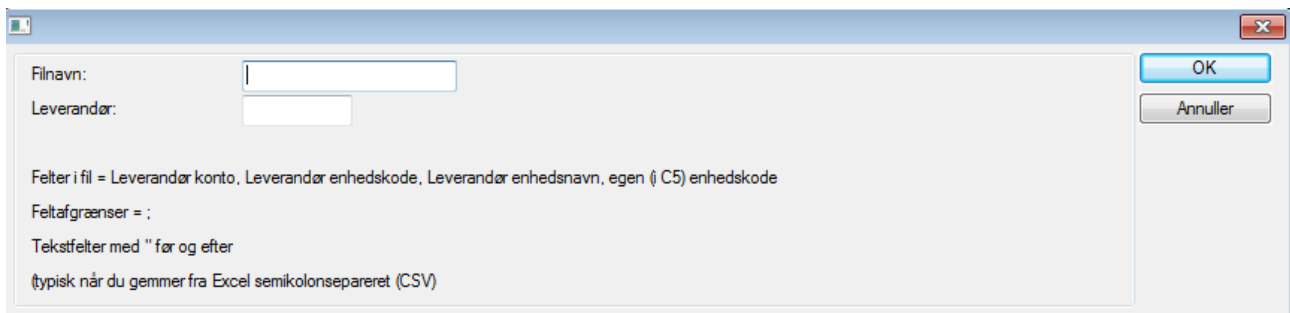 Filnavn:
OK
Leverandør:
Annuller
Felter i fil = Leverandør konto, Leverandør enhedskode, Leverandør enhedsnavn, egen (i C5) enhedskode
Feltafgrænser = ;
Tekstfelter med " før og efter
(typisk når du gemmer fra Excel semikolonsepareret (CSV)